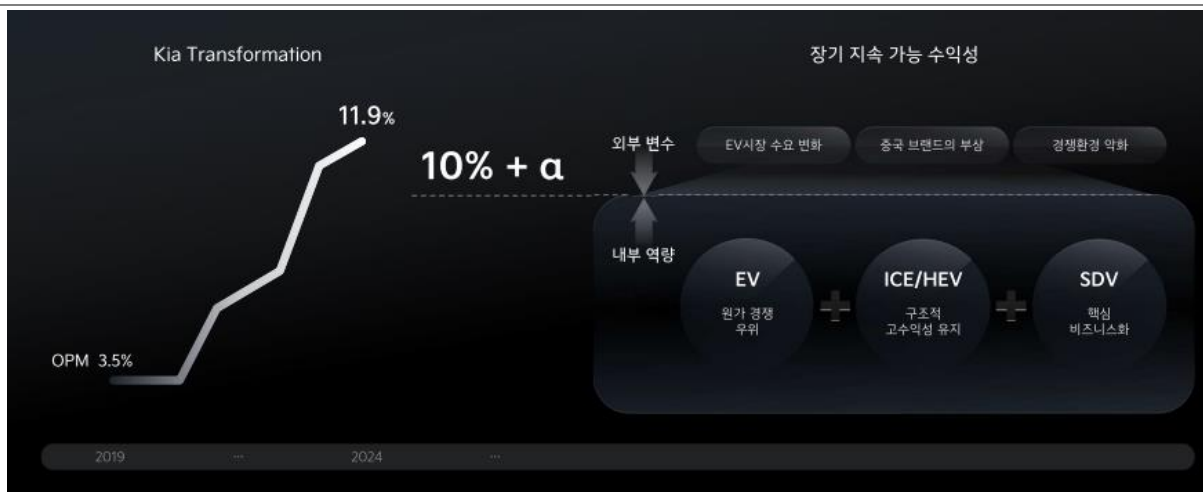 Kia Transformation
장기 지속 가능 수익성
11.9%
10% + α
외부 변수
EV시장 수요 변화
중국 브랜드의 부상
경쟁환경 악화
내부 역량
EV
원가 경쟁
우위
ICE/HEV
구조적
고수익성 유지
SDV
핵심
비즈니스화
OPM 3.5%
2019
...
2024
...